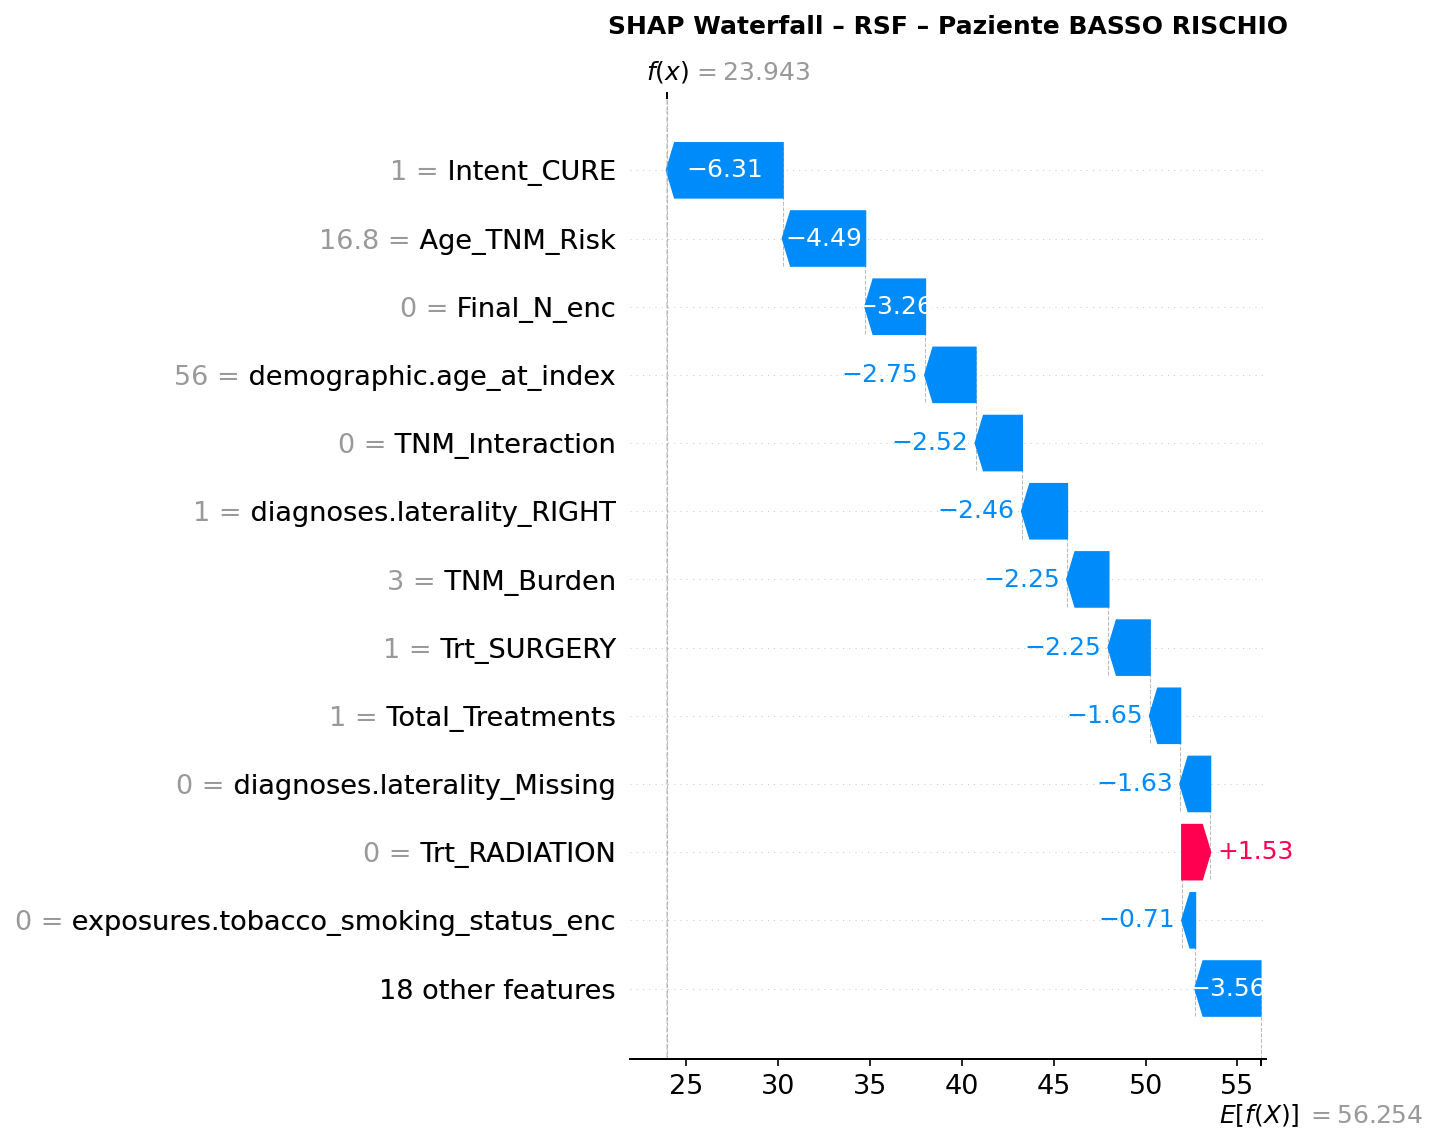 SHAP Waterfall – RSF – Paziente BASSO RISCHIO
f(x) = 23.943
1 = Intent_CURE −6.31
16.8 = Age_TNM_Risk −4.49
0 = Final_N_enc −3.26
56 = demographic.age_at_index −2.75
0 = TNM_Interaction −2.52
1 = diagnoses.laterality_RIGHT −2.46
3 = TNM_Burden −2.25
1 = Trt_SURGERY −2.25
1 = Total_Treatments −1.65
0 = diagnoses.laterality_Missing −1.63
0 = Trt_RADIATION +1.53
0 = exposures.tobacco_smoking_status_enc −0.71
18 other features −3.56
25 30 35 40 45 50 55
E[f(X)] = 56.254